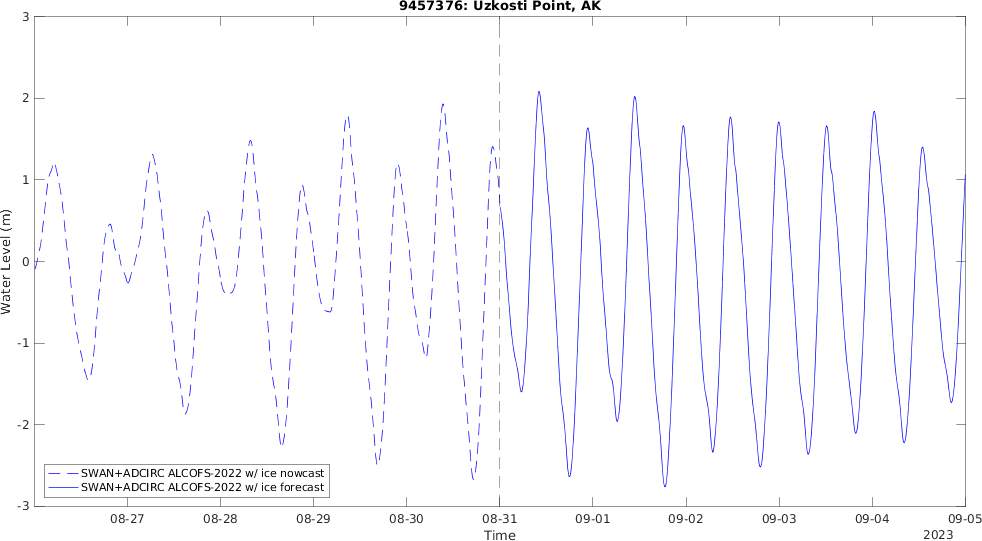 9457376: Uzkosti Point, AK
3
2
1
0
-1
-2
-3
Water Level (m)
SWAN+ADCIRC ALCOFS-2022 w/ ice nowcast
SWAN+ADCIRC ALCOFS-2022 w/ ice forecast
08-27 08-28 08-29 08-30 08-31 09-01 09-02 09-03 09-04 09-05
Time
2023